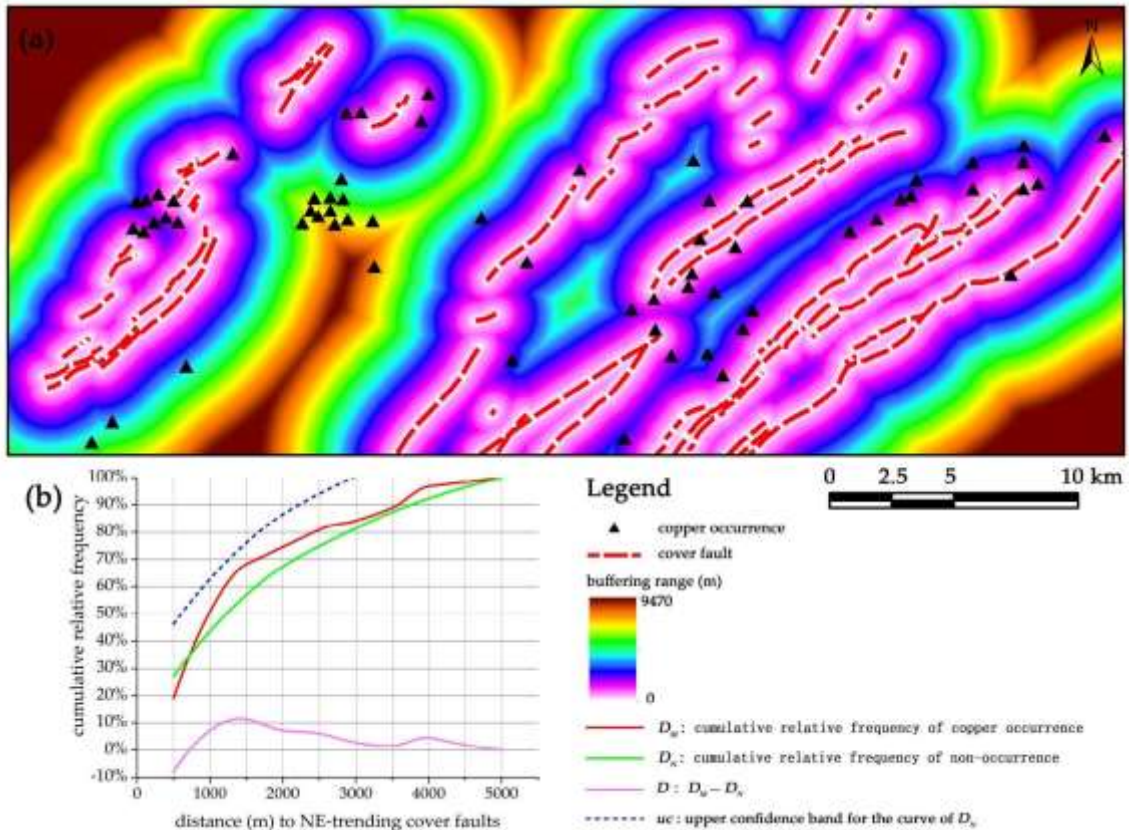 (a)
N
(b)
100%
90%
80%
70%
60%
50%
40%
30%
20%
10%
0%
-10%
cumulative relative frequency
0 1000 2000 3000 4000 5000
distance (m) to NE-trending cover faults
0 2.5 5 10 km
Legend
copper occurrence
cover fault
buffering range (m)
9470
0
Du : cumulative relative frequency of copper occurrence
Dn : cumulative relative frequency of non-occurrence
D : Du − Dn
uc : upper confidence band for the curve of Dn